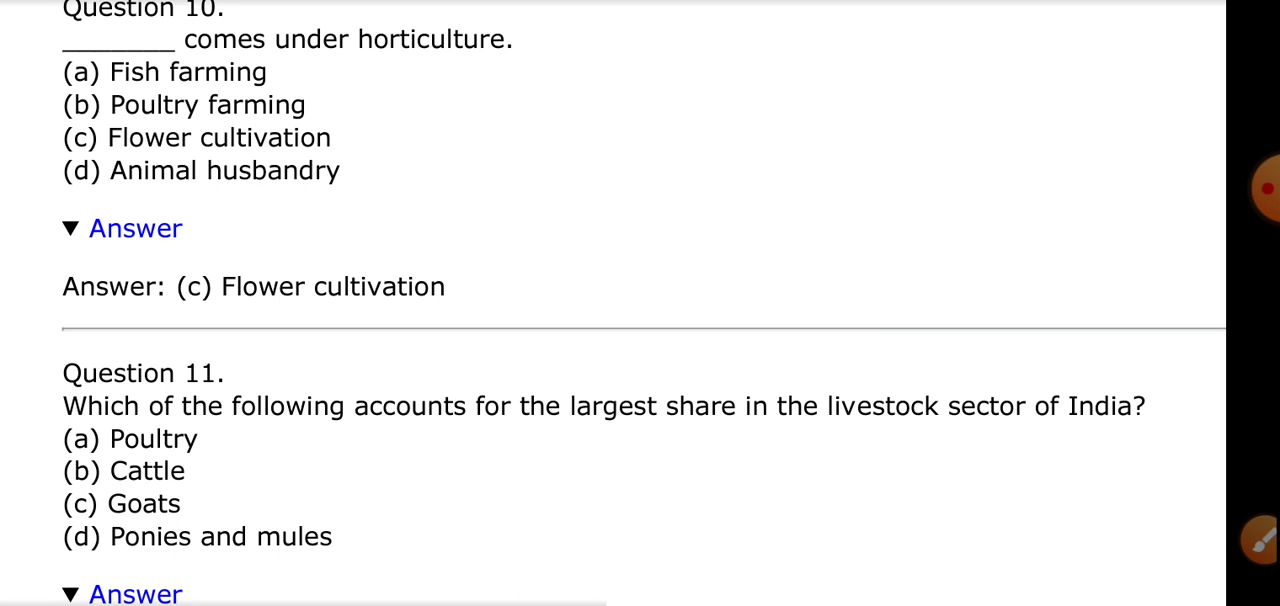 Question 10.
_______ comes under horticulture.
(a) Fish farming
(b) Poultry farming
(c) Flower cultivation
(d) Animal husbandry
▼ Answer
Answer: (c) Flower cultivation
Question 11.
Which of the following accounts for the largest share in the livestock sector of India?
(a) Poultry
(b) Cattle
(c) Goats
(d) Ponies and mules
▼ Answer